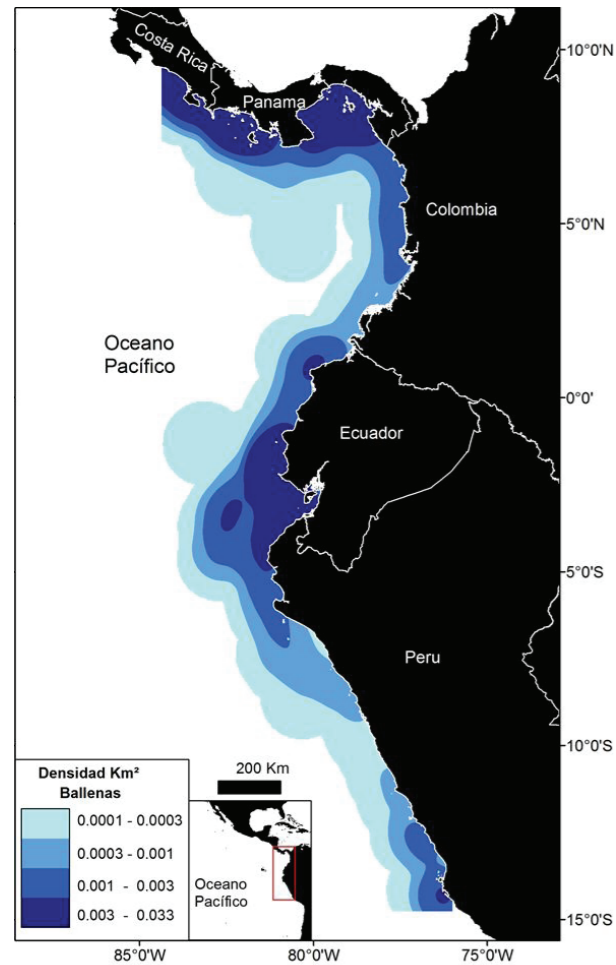 Costa Rica
Panama
Colombia
Oceano
Pacífico
Ecuador
Peru
10°0'N
5°0'N
0°0'
5°0'S
10°0'S
15°0'S
Densidad Km²
Ballenas
0.0001 - 0.0003
0.0003 - 0.001
0.001 - 0.003
0.003 - 0.033
200 Km
Oceano
Pacífico
85°0'W
80°0'W
75°0'W